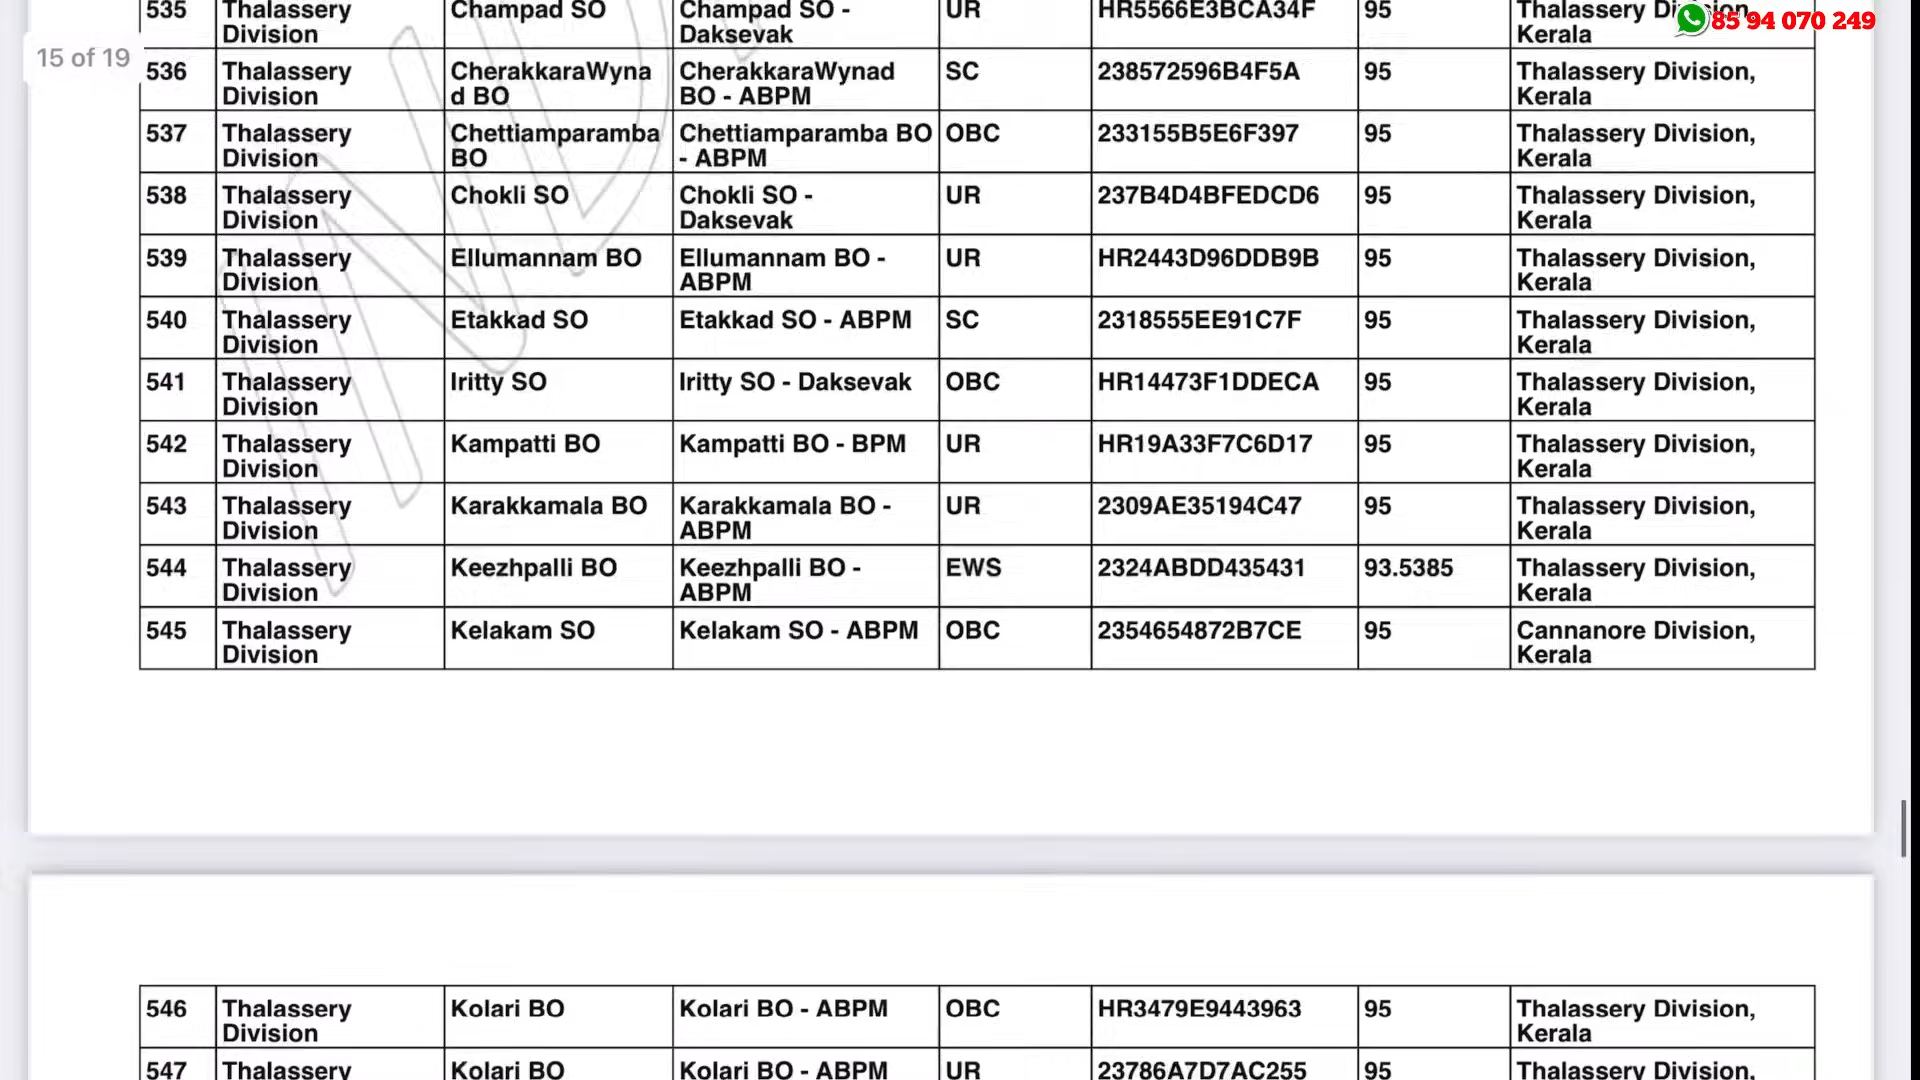 535 Thalassery Champad SO Champad SO - UR HR5566E3BCA34F 95 Thalassery Division,
Division Daksevak Kerala
85 94 070 249
15 of 19
536 Thalassery CherakkaraWyna CherakkaraWynad SC 238572596B4F5A 95 Thalassery Division,
Division d BO BO - ABPM Kerala
537 Thalassery Chettiamparamba Chettiamparamba BO OBC 233155B5E6F397 95 Thalassery Division,
Division BO - ABPM Kerala
538 Thalassery Chokli SO Chokli SO - UR 237B4D4BFEDCD6 95 Thalassery Division,
Division Daksevak Kerala
539 Thalassery Ellumannam BO Ellumannam BO - UR HR2443D96DDB9B 95 Thalassery Division,
Division ABPM Kerala
540 Thalassery Etakkad SO Etakkad SO - ABPM SC 2318555EE91C7F 95 Thalassery Division,
Division Kerala
541 Thalassery Iritty SO Iritty SO - Daksevak OBC HR14473F1DDECA 95 Thalassery Division,
Division Kerala
542 Thalassery Kampatti BO Kampatti BO - BPM UR HR19A33F7C6D17 95 Thalassery Division,
Division Kerala
543 Thalassery Karakkamala BO Karakkamala BO - UR 2309AE35194C47 95 Thalassery Division,
Division ABPM Kerala
544 Thalassery Keezhpalli BO Keezhpalli BO - EWS 2324ABDD435431 93.5385 Thalassery Division,
Division ABPM Kerala
545 Thalassery Kelakam SO Kelakam SO - ABPM OBC 2354654872B7CE 95 Cannanore Division,
Division Kerala
546 Thalassery Kolari BO Kolari BO - ABPM OBC HR3479E9443963 95 Thalassery Division,
Division Kerala
547 Thalassery Kolari BO Kolari BO - ABPM UR 23786A7D7AC255 95 Thalassery Division,